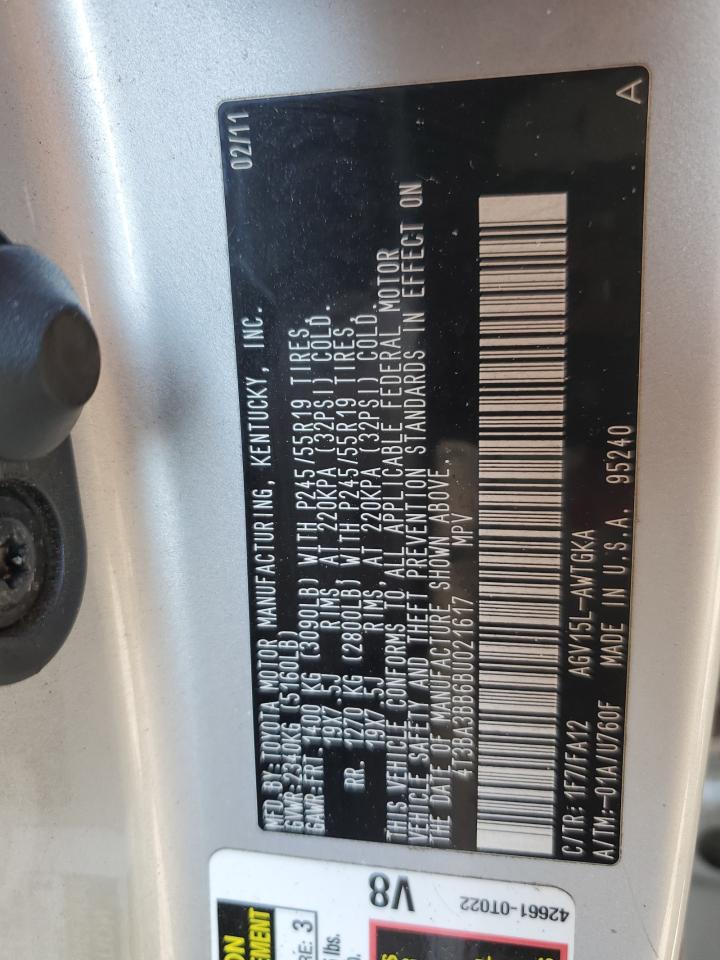 MFD.BY:TOYOTA MOTOR MANUFACTURING, KENTUCKY, INC. 02/11
GVWR:2340KG (5160LB)
GAWR:FRT. 1400 KG (3090LB) WITH P245/55R19 TIRES,
19X7.5J RIMS, AT 220KPA (32PSI) COLD.
RR. 1270 KG (2800LB) WITH P245/55R19 TIRES
19X7.5J RIMS, AT 220KPA (32PSI) COLD.
THIS VEHICLE CONFORMS TO ALL APPLICABLE FEDERAL MOTOR
VEHICLE SAFETY AND THEFT PREVENTION STANDARDS IN EFFECT ON
THE DATE OF MANUFACTURE SHOWN ABOVE.
4T3BA3BB6BU021617 MPV
C/TR: 1F7/FA12 AGV15L-AWTGKA
A/TM:-01A/U760F MADE IN U.S.A. 95240 A
V8
42661-0T022
RE: 3
lbs.